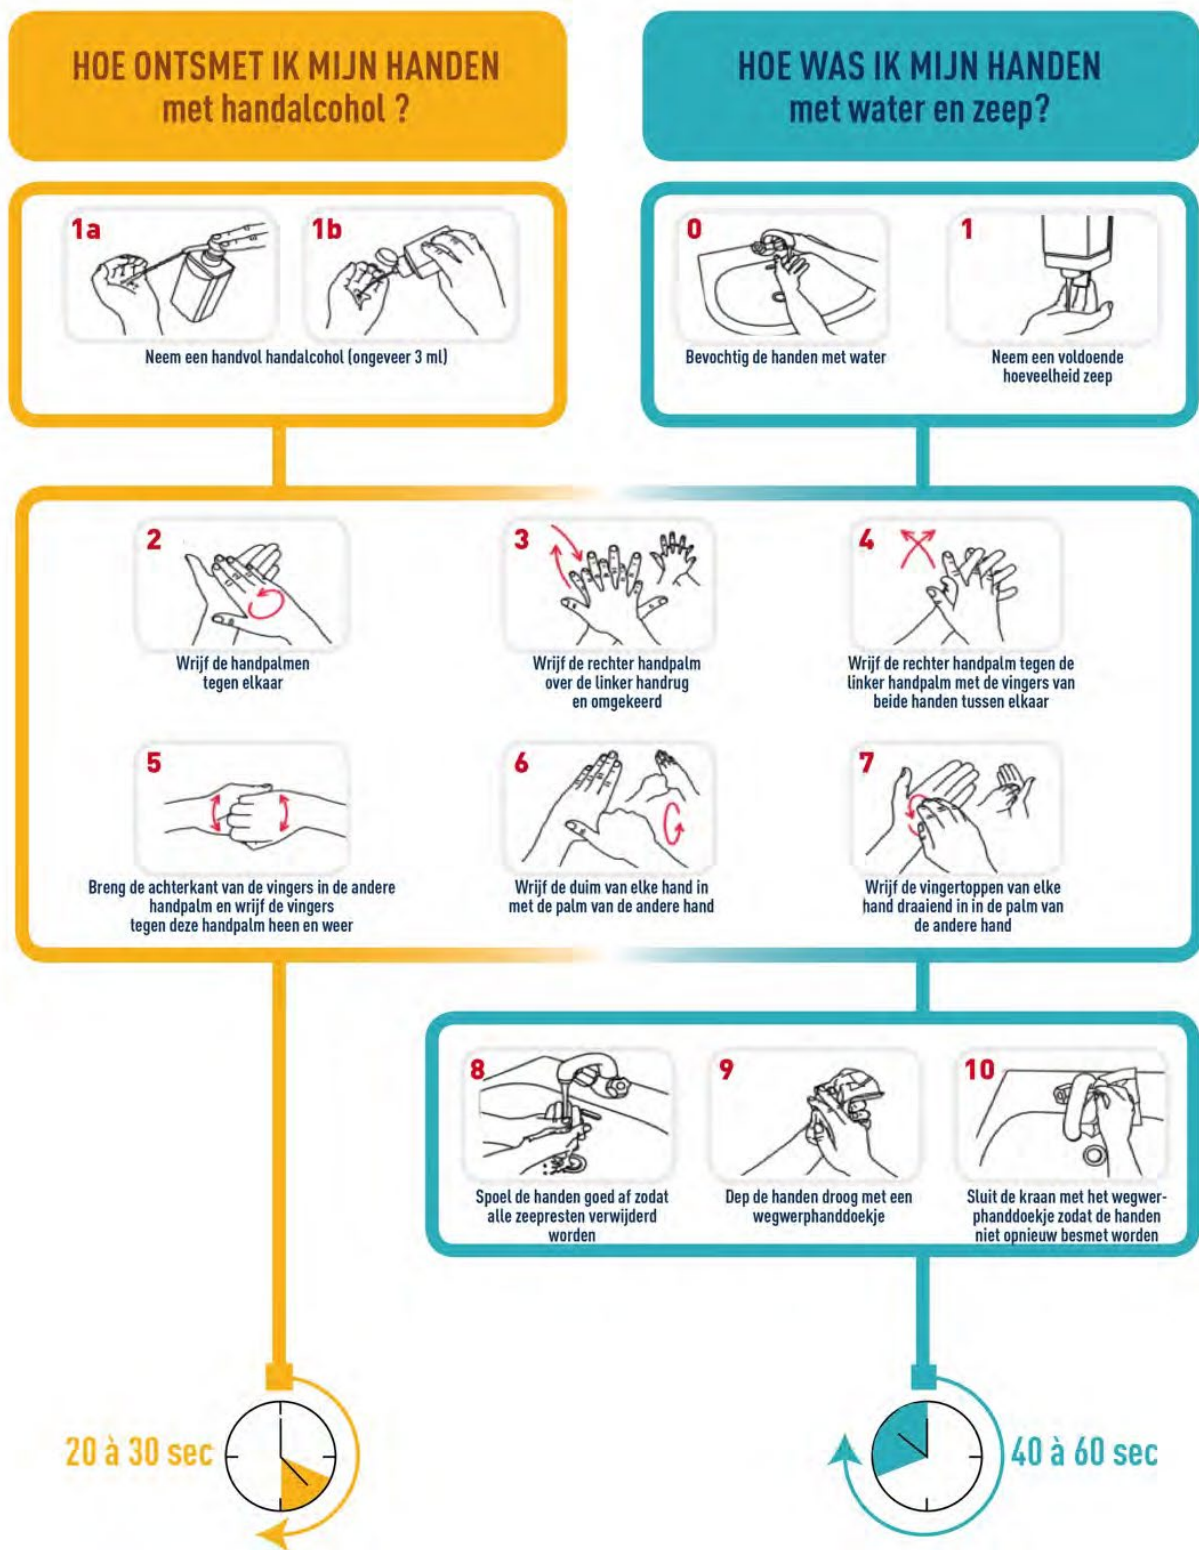 HOE ONTSMET IK MIJN HANDEN
met handalcohol ?
HOE WAS IK MIJN HANDEN
met water en zeep?
1a
1b
Neem een handvol handalcohol (ongeveer 3 ml)
0
Bevochtig de handen met water
1
Neem een voldoende
hoeveelheid zeep
2
Wrijf de handpalmen
tegen elkaar
3
Wrijf de rechter handpalm
over de linker handrug
en omgekeerd
4
Wrijf de rechter handpalm tegen de
linker handpalm met de vingers van
beide handen tussen elkaar
5
Breng de achterkant van de vingers in de andere
handpalm en wrijf de vingers
tegen deze handpalm heen en weer
6
Wrijf de duim van elke hand in
met de palm van de andere hand
7
Wrijf de vingertoppen van elke
hand draaiend in in de palm van
de andere hand
8
Spoel de handen goed af zodat
alle zeepresten verwijderd
worden
9
Dep de handen droog met een
wegwerphanddoekje
10
Sluit de kraan met het wegwer-
phanddoekje zodat de handen
niet opnieuw besmet worden
20 à 30 sec
40 à 60 sec